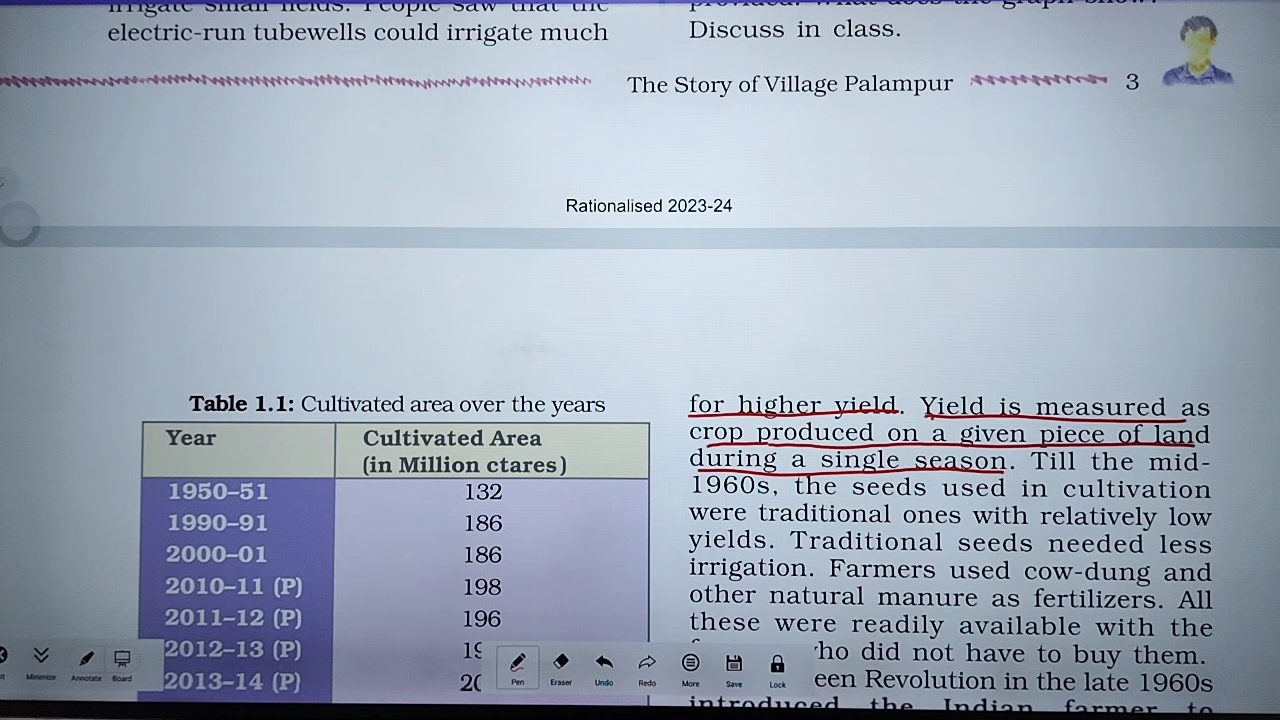 electric-run tubewells could irrigate much
Discuss in class.
The Story of Village Palampur 3
Rationalised 2023-24
Table 1.1: Cultivated area over the years
Year Cultivated Area
(in Million ctares)
1950–51 132
1990–91 186
2000–01 186
2010–11 (P) 198
2011–12 (P) 196
2012–13 (P)
2013–14 (P)
for higher yield. Yield is measured as
crop produced on a given piece of land
during a single season. Till the mid-
1960s, the seeds used in cultivation
were traditional ones with relatively low
yields. Traditional seeds needed less
irrigation. Farmers used cow-dung and
other natural manure as fertilizers. All
these were readily available with the
did not have to buy them.
Revolution in the late 1960s
introduced the Indian farmer to
Minimize Annotate Board
Pen Eraser Undo Redo More Save Lock